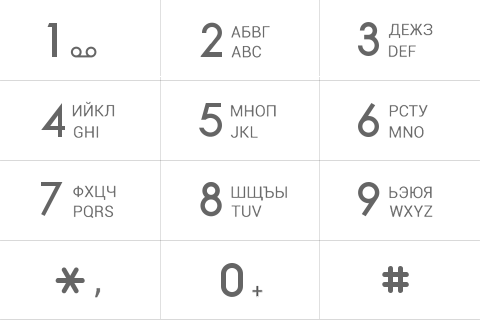 1
2 АБВГ
ABC
3 ДЕЖЗ
DEF
4 ИЙКЛ
GHI
5 МНОП
JKL
6 РСТУ
MNO
7 ФХЦЧ
PQRS
8 ШЩЪЫ
TUV
9 ЬЭЮЯ
WXYZ
* ,
0 +
#